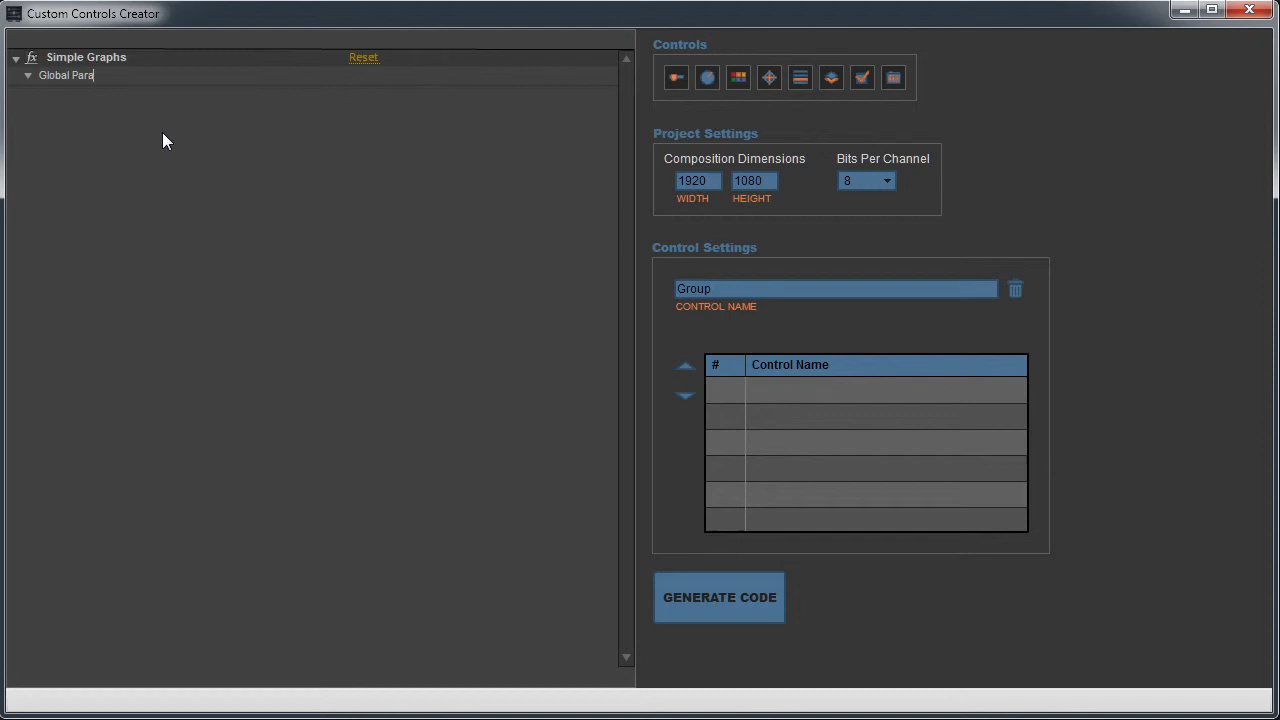 Custom Controls Creator
fx Simple Graphs Reset
Global Para
Controls
Project Settings
Composition Dimensions Bits Per Channel
1920 1080 8
WIDTH HEIGHT
Control Settings
Group
CONTROL NAME
# Control Name
GENERATE CODE